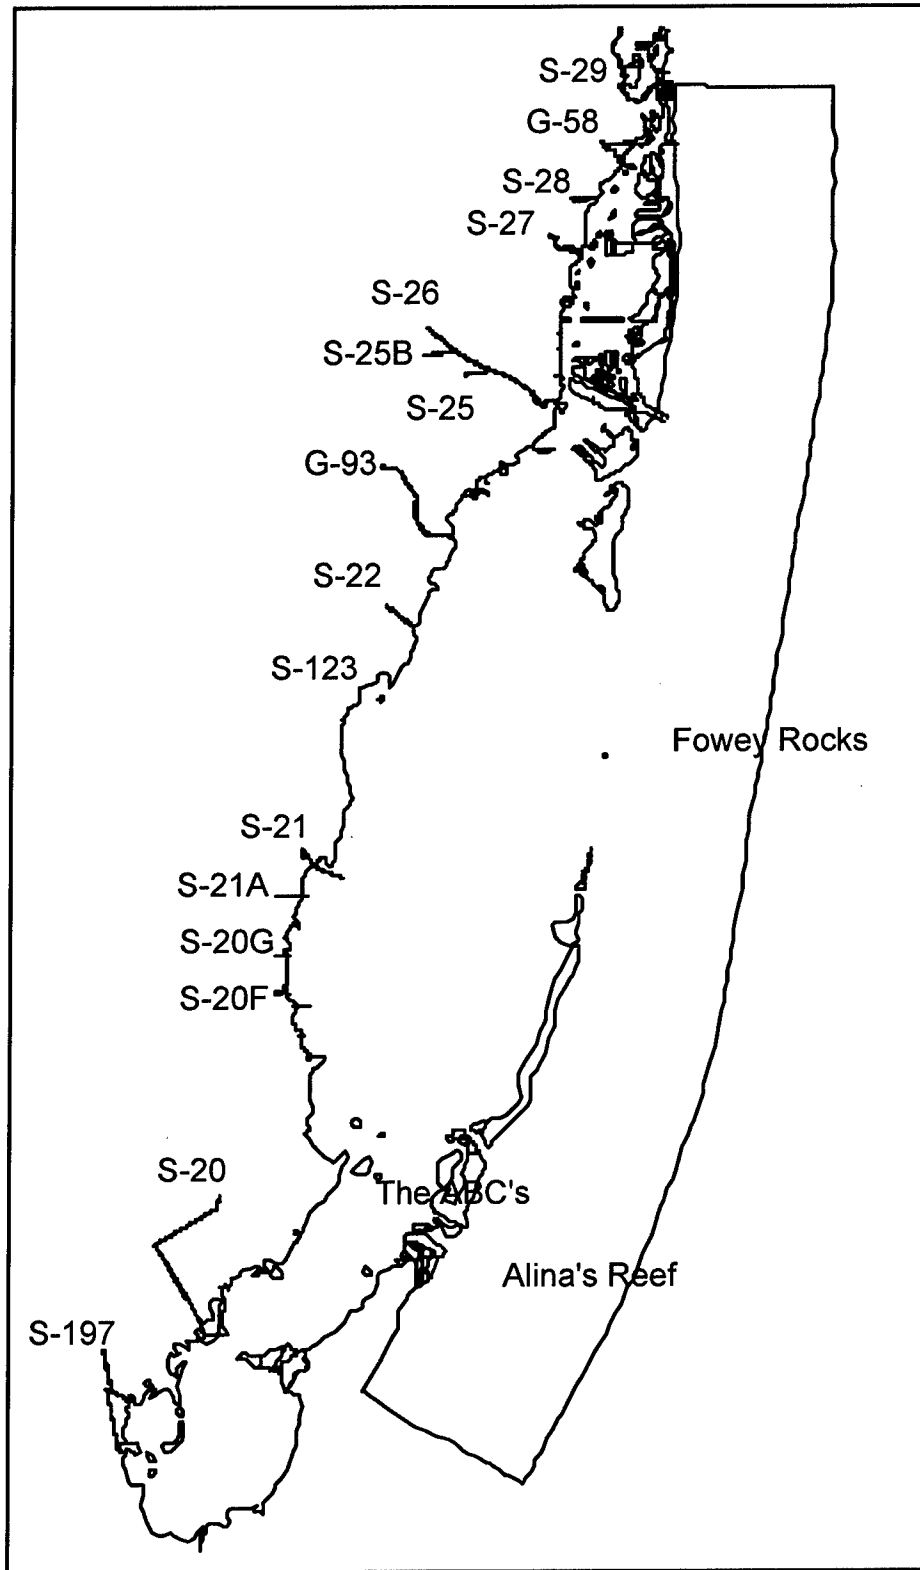 S-29
G-58
S-28
S-27
S-26
S-25B
S-25
G-93
S-22
S-123
Fowey Rocks
S-21
S-21A
S-20G
S-20F
S-20
The ABC's
Alina's Reef
S-197